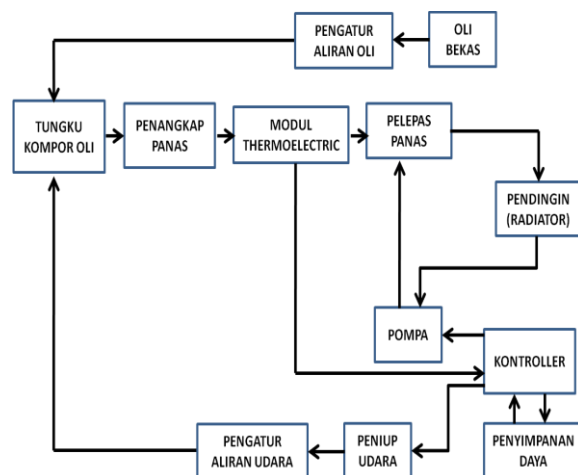 PENGATUR
ALIRAN OLI
OLI
BEKAS
TUNGKU
KOMPOR OLI
PENANGKAP
PANAS
MODUL
THERMOELECTRIC
PELEPAS
PANAS
PENDINGIN
(RADIATOR)
POMPA
KONTROLLER
PENGATUR
ALIRAN UDARA
PENIUP
UDARA
PENYIMPANAN
DAYA